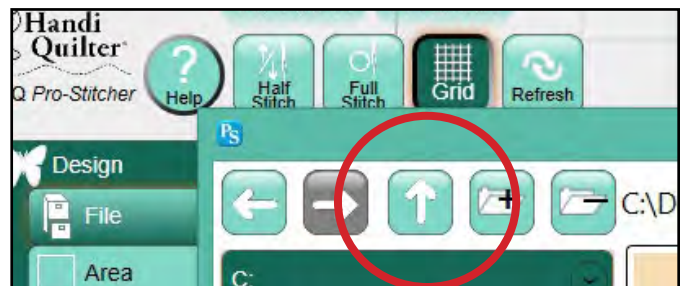 Handi
Quilter
Q Pro-Stitcher
Help
Half
Stitch
Full
Stitch
Grid
Refresh
PS
Design
File
C:\D
Area
C: